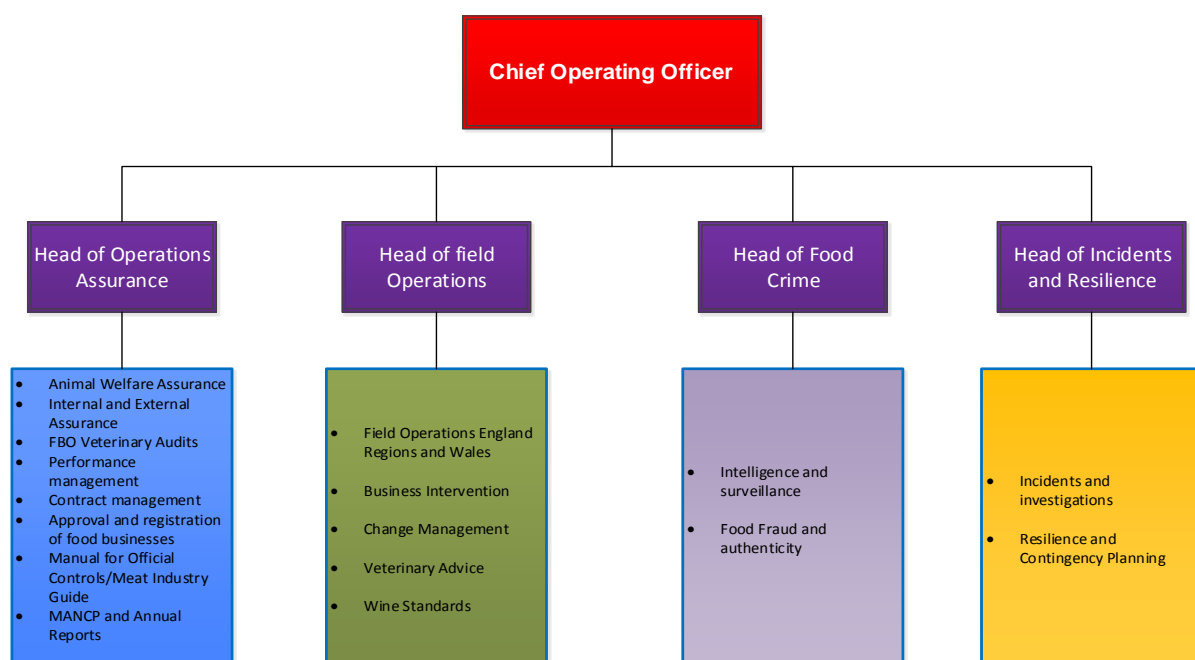 Chief Operating Officer
Head of Operations
Assurance
Head of field
Operations
Head of Food
Crime
Head of Incidents
and Resilience
• Animal Welfare Assurance
• Internal and External
Assurance
• FBO Veterinary Audits
• Performance
management
• Contract management
• Approval and registration
of food businesses
• Manual for Official
Controls/Meat Industry
Guide
• MANCP and Annual
Reports
• Field Operations England
Regions and Wales
• Business Intervention
• Change Management
• Veterinary Advice
• Wine Standards
• Intelligence and
surveillance
• Food Fraud and
authenticity
• Incidents and
investigations
• Resilience and
Contingency Planning